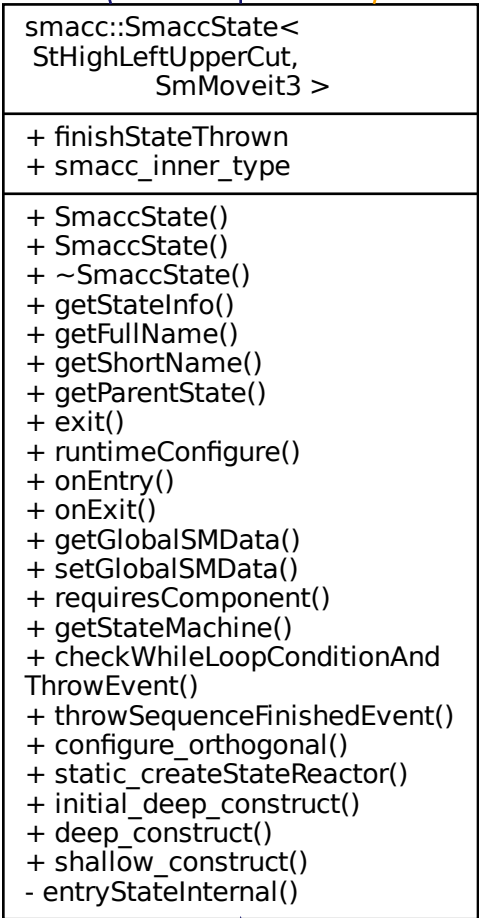 smacc::SmaccState<
StHighLeftUpperCut,
SmMoveit3 >
+ finishStateThrown
+ smacc_inner_type
+ SmaccState()
+ SmaccState()
+ ~SmaccState()
+ getStateInfo()
+ getFullName()
+ getShortName()
+ getParentState()
+ exit()
+ runtimeConfigure()
+ onEntry()
+ onExit()
+ getGlobalSMData()
+ setGlobalSMData()
+ requiresComponent()
+ getStateMachine()
+ checkWhileLoopConditionAnd
ThrowEvent()
+ throwSequenceFinishedEvent()
+ configure_orthogonal()
+ static_createStateReactor()
+ initial_deep_construct()
+ deep_construct()
+ shallow_construct()
- entryStateInternal()